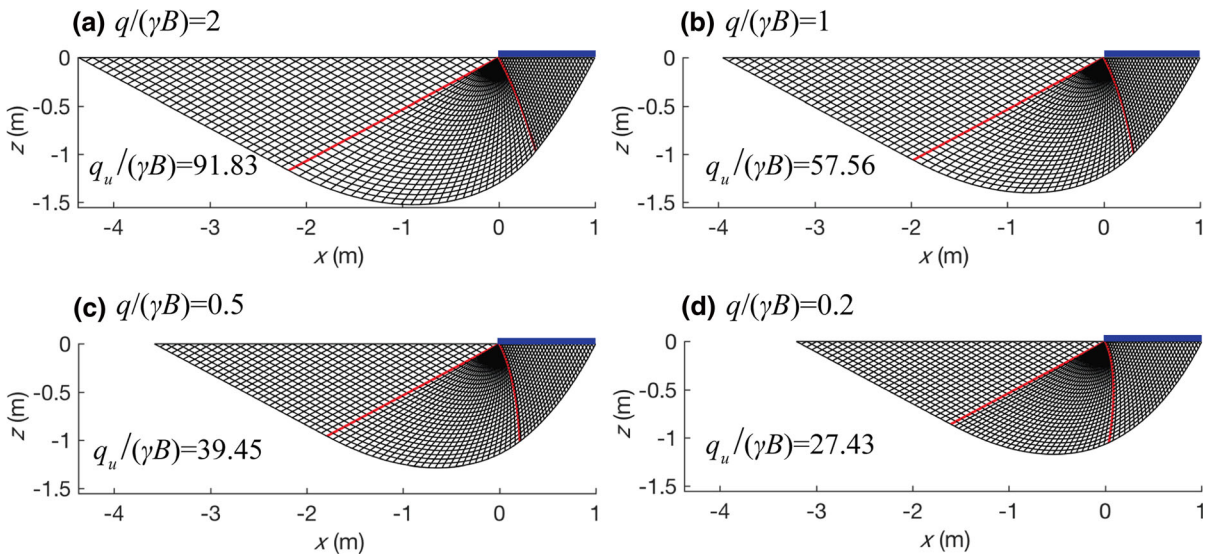 (a) q/(γB)=2
0
-0.5
-1
-1.5
z (m)
q_u/(γB)=91.83
-4 -3 -2 -1 0 1
x (m)
(b) q/(γB)=1
0
-0.5
-1
-1.5
z (m)
q_u/(γB)=57.56
-4 -3 -2 -1 0 1
x (m)
(c) q/(γB)=0.5
0
-0.5
-1
-1.5
z (m)
q_u/(γB)=39.45
-4 -3 -2 -1 0 1
x (m)
(d) q/(γB)=0.2
0
-0.5
-1
-1.5
z (m)
q_u/(γB)=27.43
-4 -3 -2 -1 0 1
x (m)